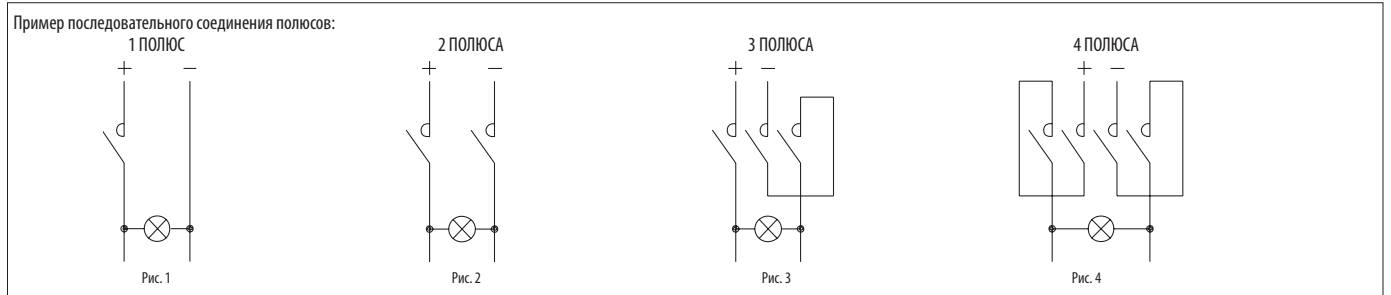 Пример последовательного соединения полюсов:
1 ПОЛЮС 2 ПОЛЮСА 3 ПОЛЮСА 4 ПОЛЮСА
+ − + − + − + −
Рис. 1 Рис. 2 Рис. 3 Рис. 4